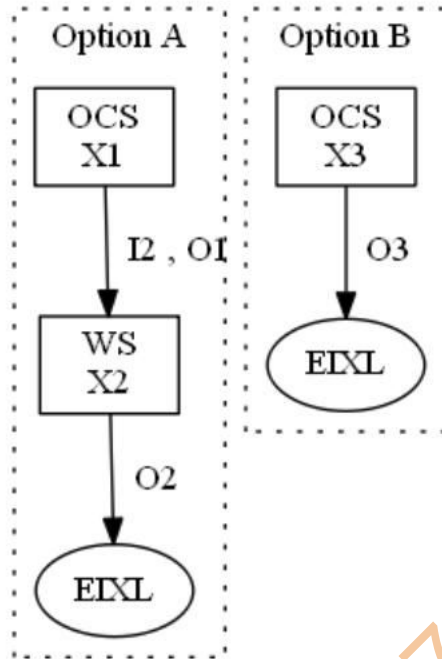 Option A
OCS
X1
I2 , O1
WS
X2
O2
EIXL
Option B
OCS
X3
O3
EIXL